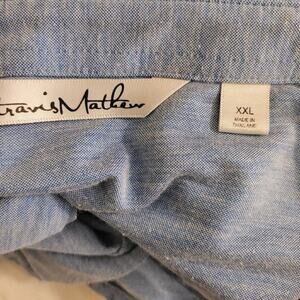 travisMathew
XXL
MADE IN
THAILAND